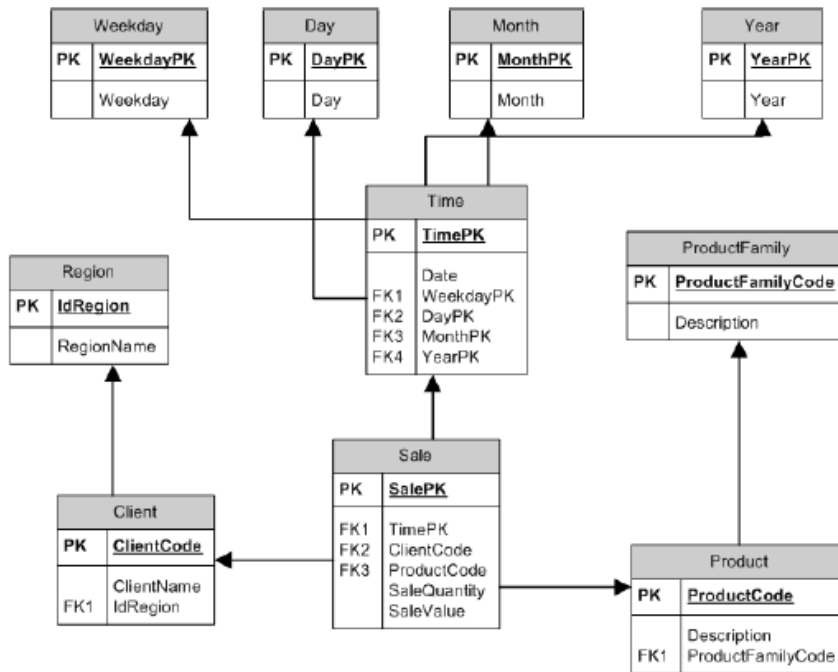 Weekday
PK WeekdayPK
Weekday
Day
PK DayPK
Day
Month
PK MonthPK
Month
Year
PK YearPK
Year
Time
PK TimePK
Date
FK1 WeekdayPK
FK2 DayPK
FK3 MonthPK
FK4 YearPK
Region
PK IdRegion
RegionName
ProductFamily
PK ProductFamilyCode
Description
Sale
PK SalePK
FK1 TimePK
FK2 ClientCode
FK3 ProductCode
SaleQuantity
SaleValue
Client
PK ClientCode
ClientName
FK1 IdRegion
Product
PK ProductCode
Description
FK1 ProductFamilyCode